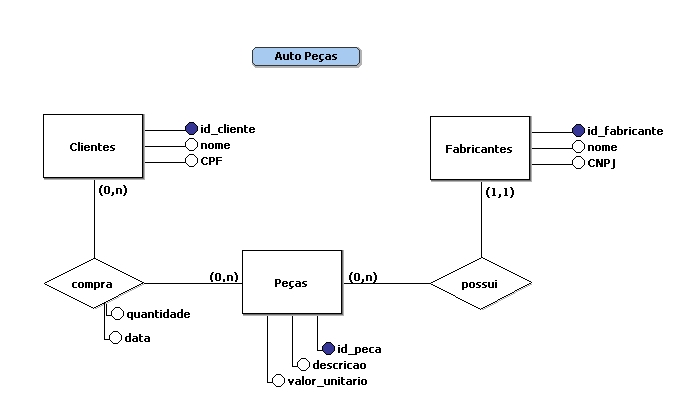 Auto Peças
Clientes
id_cliente
nome
CPF
(0,n)
Fabricantes
id_fabricante
nome
CNPJ
(1,1)
compra
quantidade
data
(0,n)
Peças
(0,n)
possui
id_peca
descricao
valor_unitario